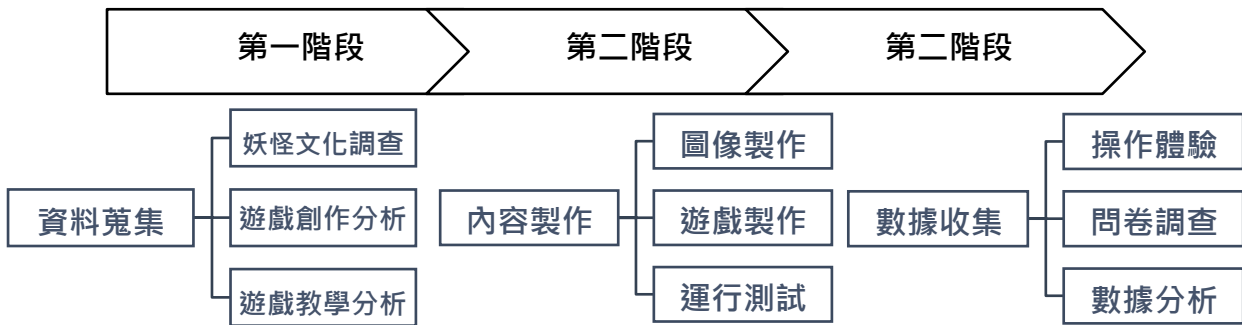 第一階段
第二階段
第二階段
資料蒐集
妖怪文化調查
遊戲創作分析
遊戲教學分析
內容製作
圖像製作
遊戲製作
運行測試
數據收集
操作體驗
問卷調查
數據分析